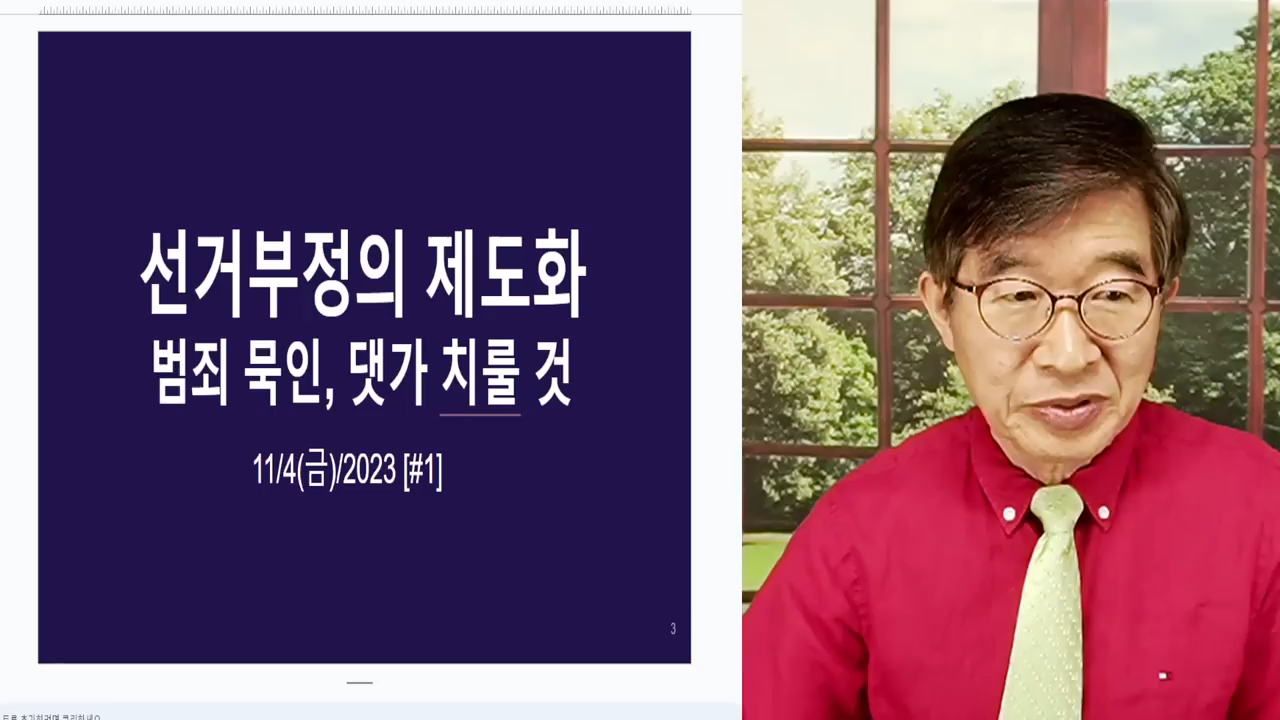 선거부정의 제도화
범죄 묵인, 댓가 치룰 것
11/4(금)/2023 [#1]
3